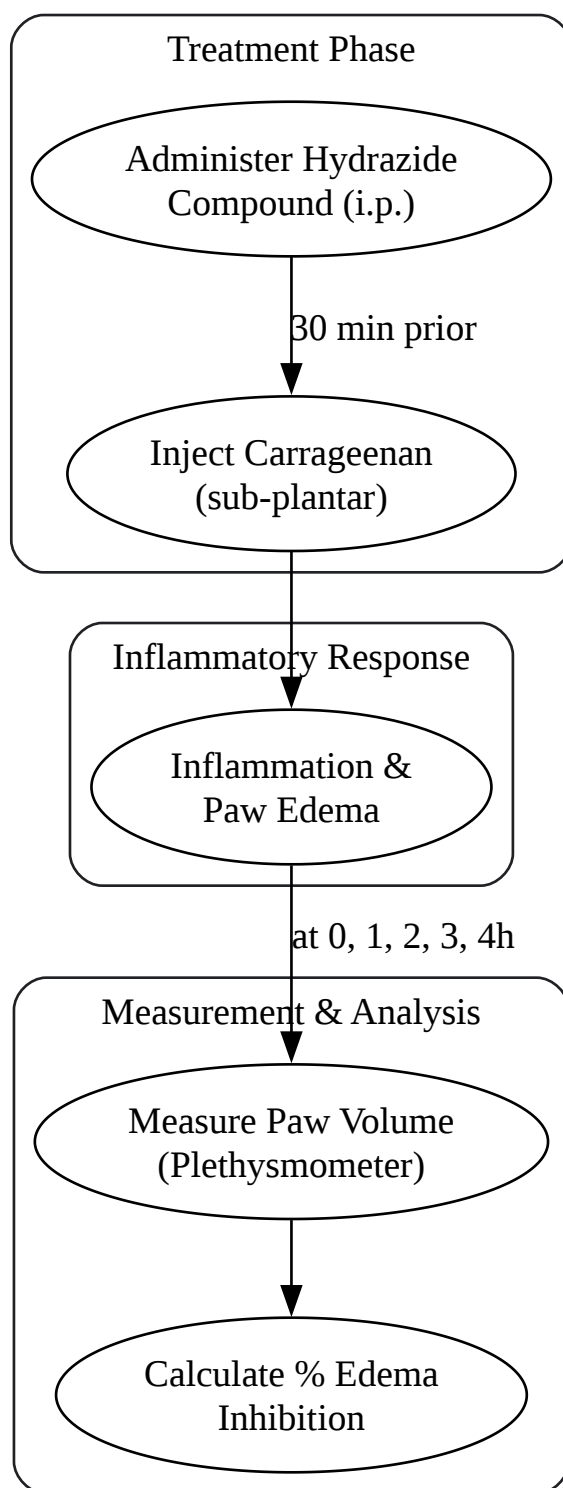 Treatment Phase
Administer Hydrazide
Compound (i.p.)
30 min prior
Inject Carrageenan
(sub-plantar)
Inflammatory Response
Inflammation &
Paw Edema
at 0, 1, 2, 3, 4h
Measurement & Analysis
Measure Paw Volume
(Plethysmometer)
Calculate % Edema
Inhibition